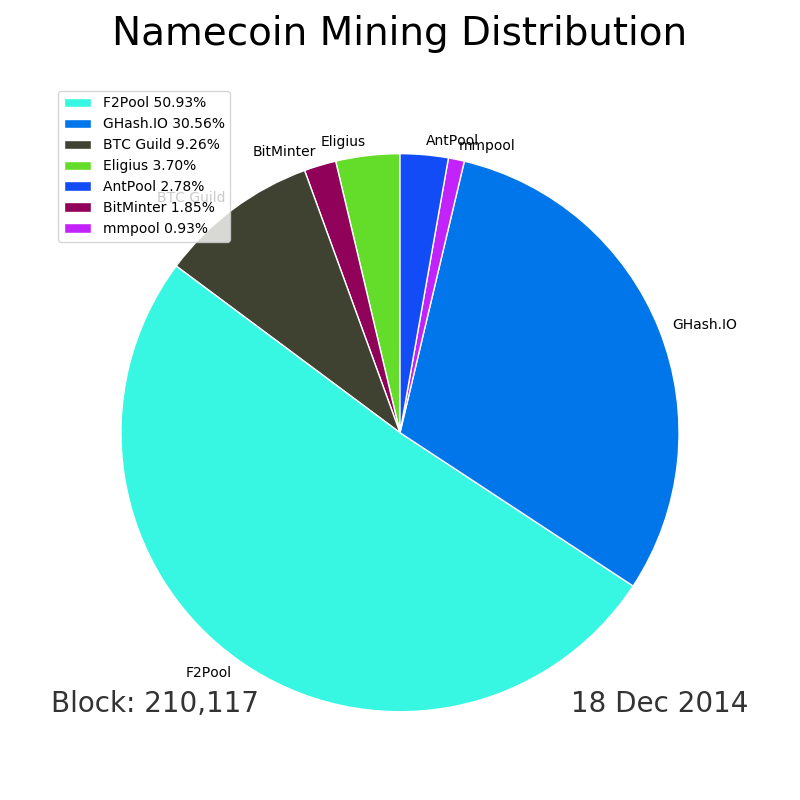 Namecoin Mining Distribution
F2Pool 50.93%
GHash.IO 30.56%
BTC Guild 9.26%
Eligius 3.70%
AntPool 2.78%
BitMinter 1.85%
mmpool 0.93%
BTC Guild
BitMinter
Eligius
AntPool
mmpool
GHash.IO
F2Pool
Block: 210,117
18 Dec 2014